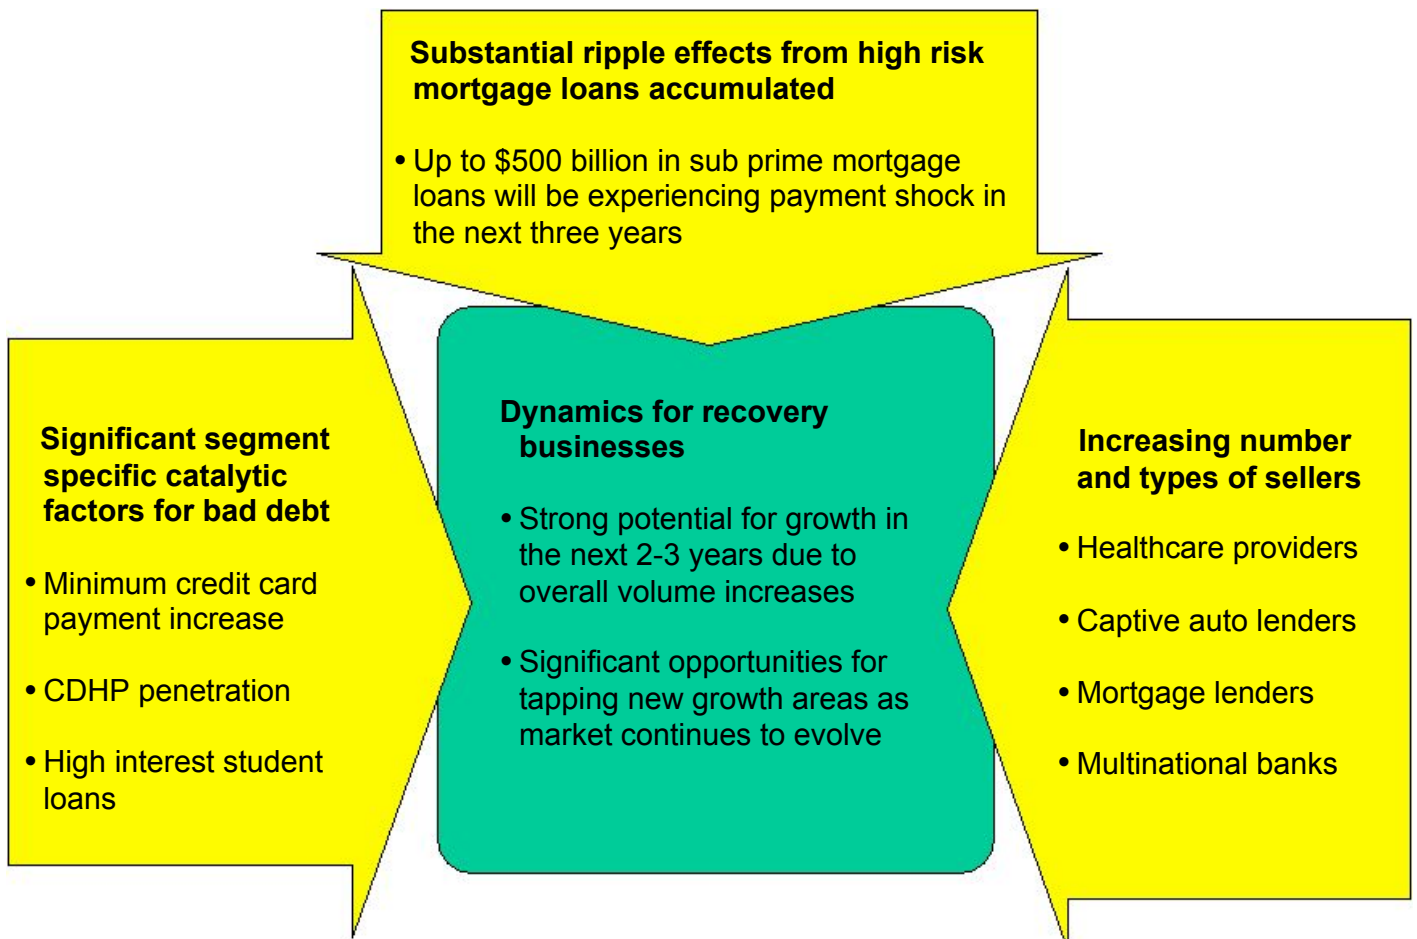 Substantial ripple effects from high risk
mortgage loans accumulated
• Up to $500 billion in sub prime mortgage
loans will be experiencing payment shock in
the next three years
Significant segment
specific catalytic
factors for bad debt
• Minimum credit card
payment increase
• CDHP penetration
• High interest student
loans
Dynamics for recovery
businesses
• Strong potential for growth in
the next 2-3 years due to
overall volume increases
• Significant opportunities for
tapping new growth areas as
market continues to evolve
Increasing number
and types of sellers
• Healthcare providers
• Captive auto lenders
• Mortgage lenders
• Multinational banks